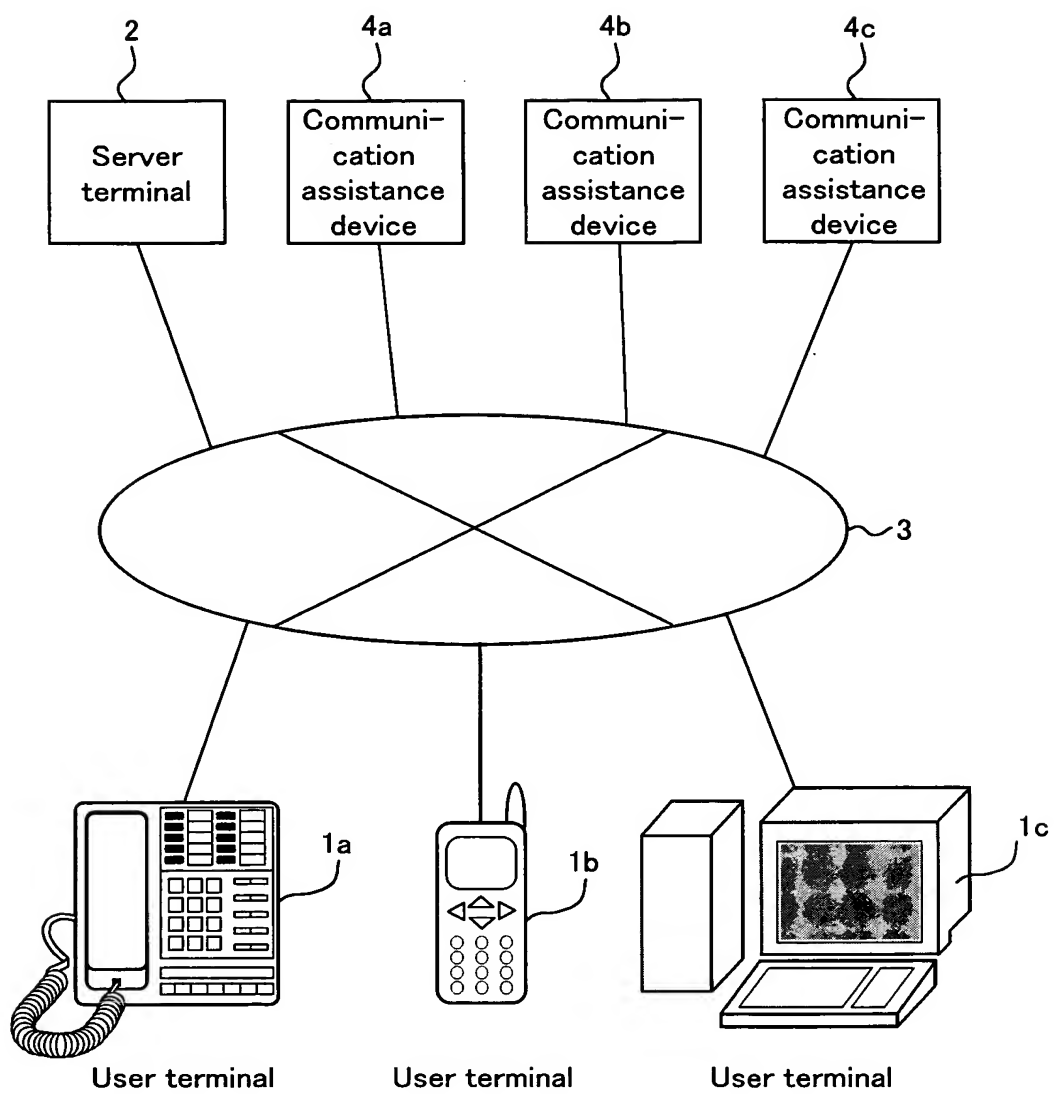 2
4a
4b
4c
Server
terminal
Communi-
cation
assistance
device
Communi-
cation
assistance
device
Communi-
cation
assistance
device
3
1a
1b
1c
User terminal
User terminal
User terminal